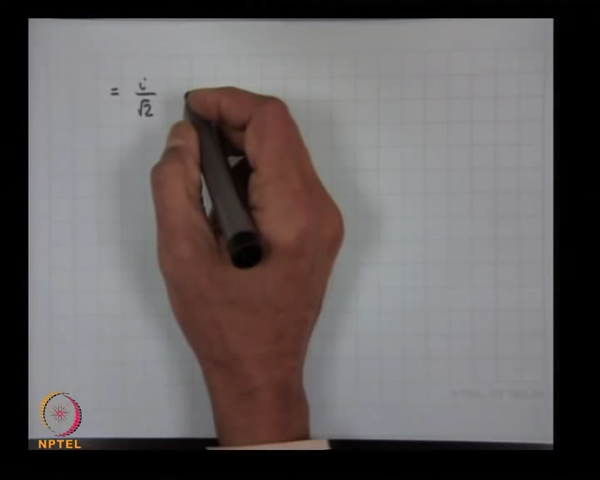 = i/√2
NPTEL